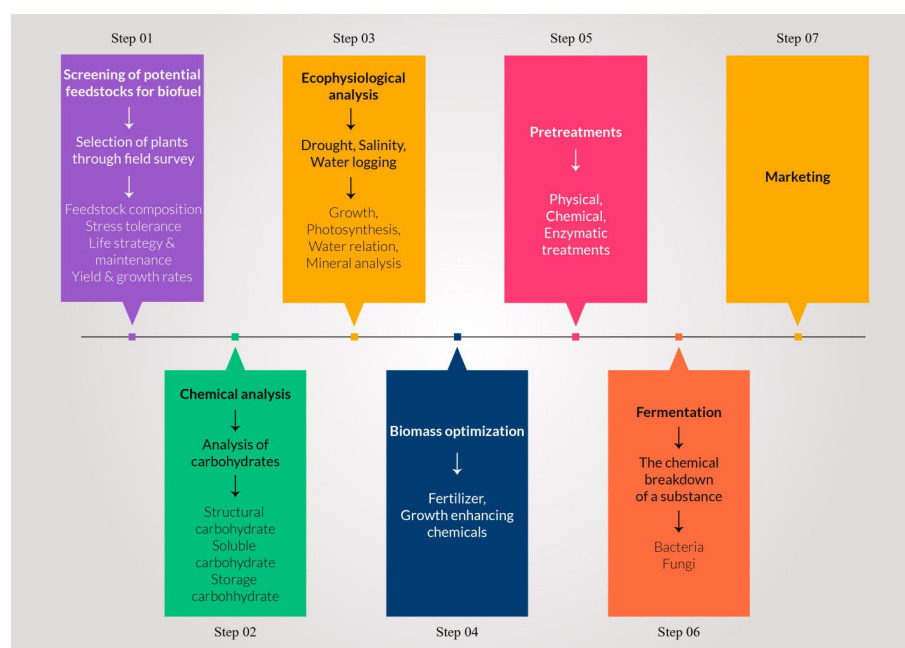 Step 01
Screening of potential
feedstocks for biofuel
Selection of plants
through field survey
Feedstock composition
Stress tolerance
Life strategy &
maintenance
Yield & growth rates
Step 02
Chemical analysis
Analysis of
carbohydrates
Structural
carbohydrate
Soluble
carbohydrate
Storage
carbohhydrate
Step 03
Ecophysiological
analysis
Drought, Salinity,
Water logging
Growth,
Photosynthesis,
Water relation,
Mineral analysis
Step 04
Biomass optimization
Fertilizer,
Growth enhancing
chemicals
Step 05
Pretreatments
Physical,
Chemical,
Enzymatic
treatments
Step 06
Fermentation
The chemical
breakdown
of a substance
Bacteria
Fungi
Step 07
Marketing